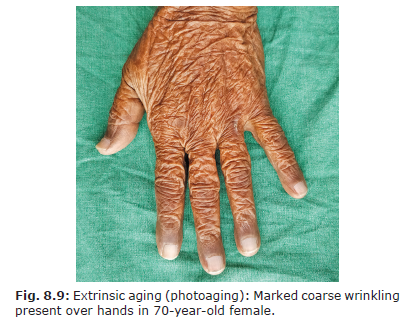 Fig. 8.9: Extrinsic aging (photoaging): Marked coarse wrinkling
present over hands in 70-year-old female.